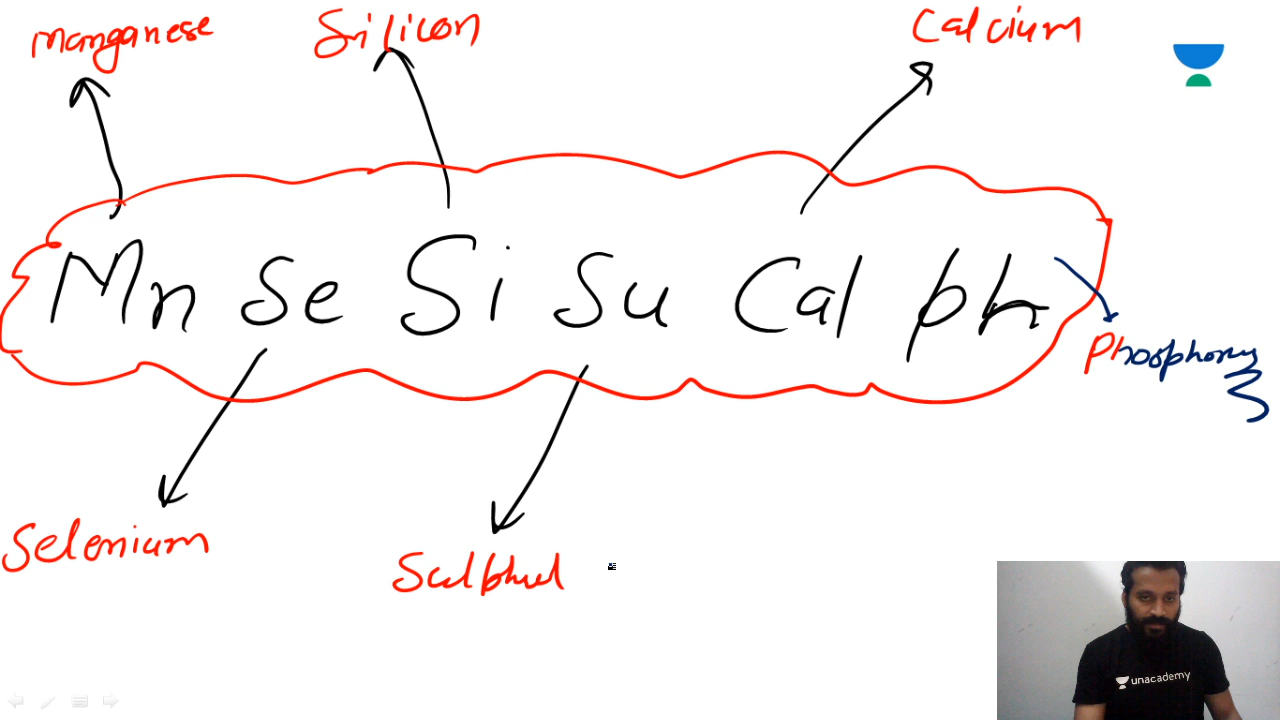 manganese Silicon Calcium
Mn Se Si Su Cal ph
Phosphorus
Selenium
Sulphur
unacademy